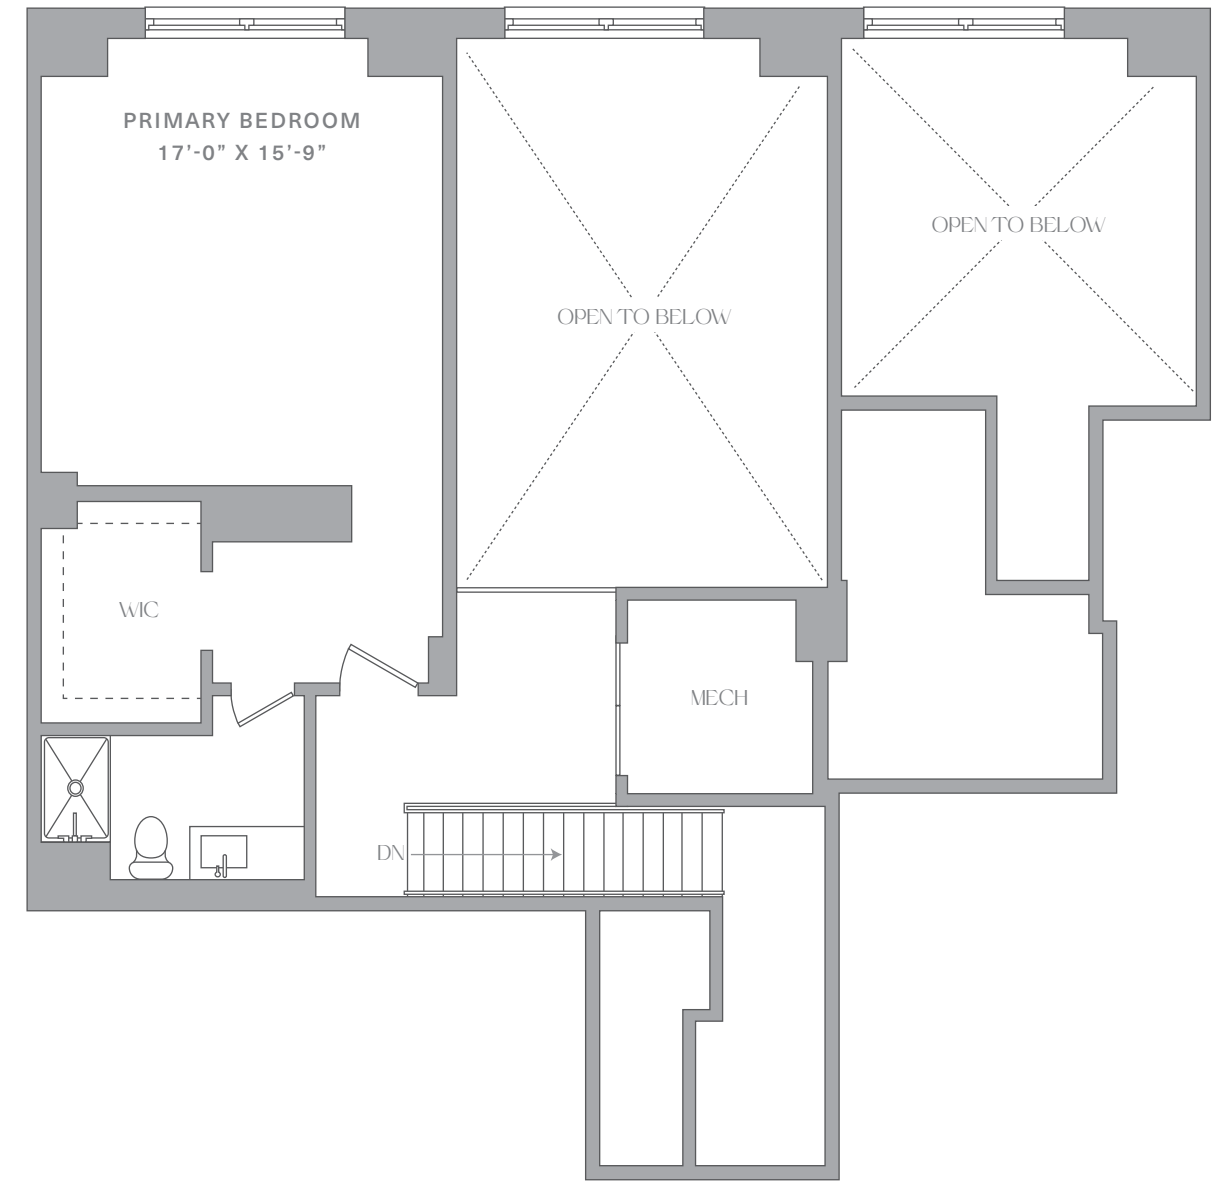 PRIMARY BEDROOM
17’-0” X 15’-9”
OPEN TO BELOW
OPEN TO BELOW
WIC
MECH
DN